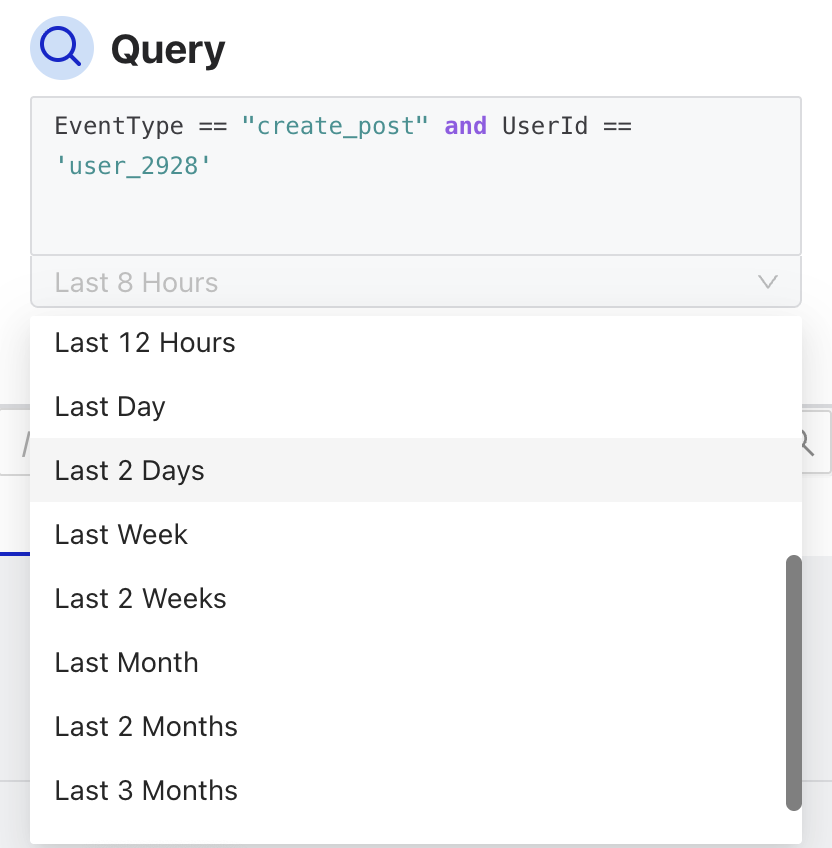 Query
EventType == "create_post" and UserId ==
'user_2928'
Last 8 Hours
Last 12 Hours
Last Day
Last 2 Days
Last Week
Last 2 Weeks
Last Month
Last 2 Months
Last 3 Months